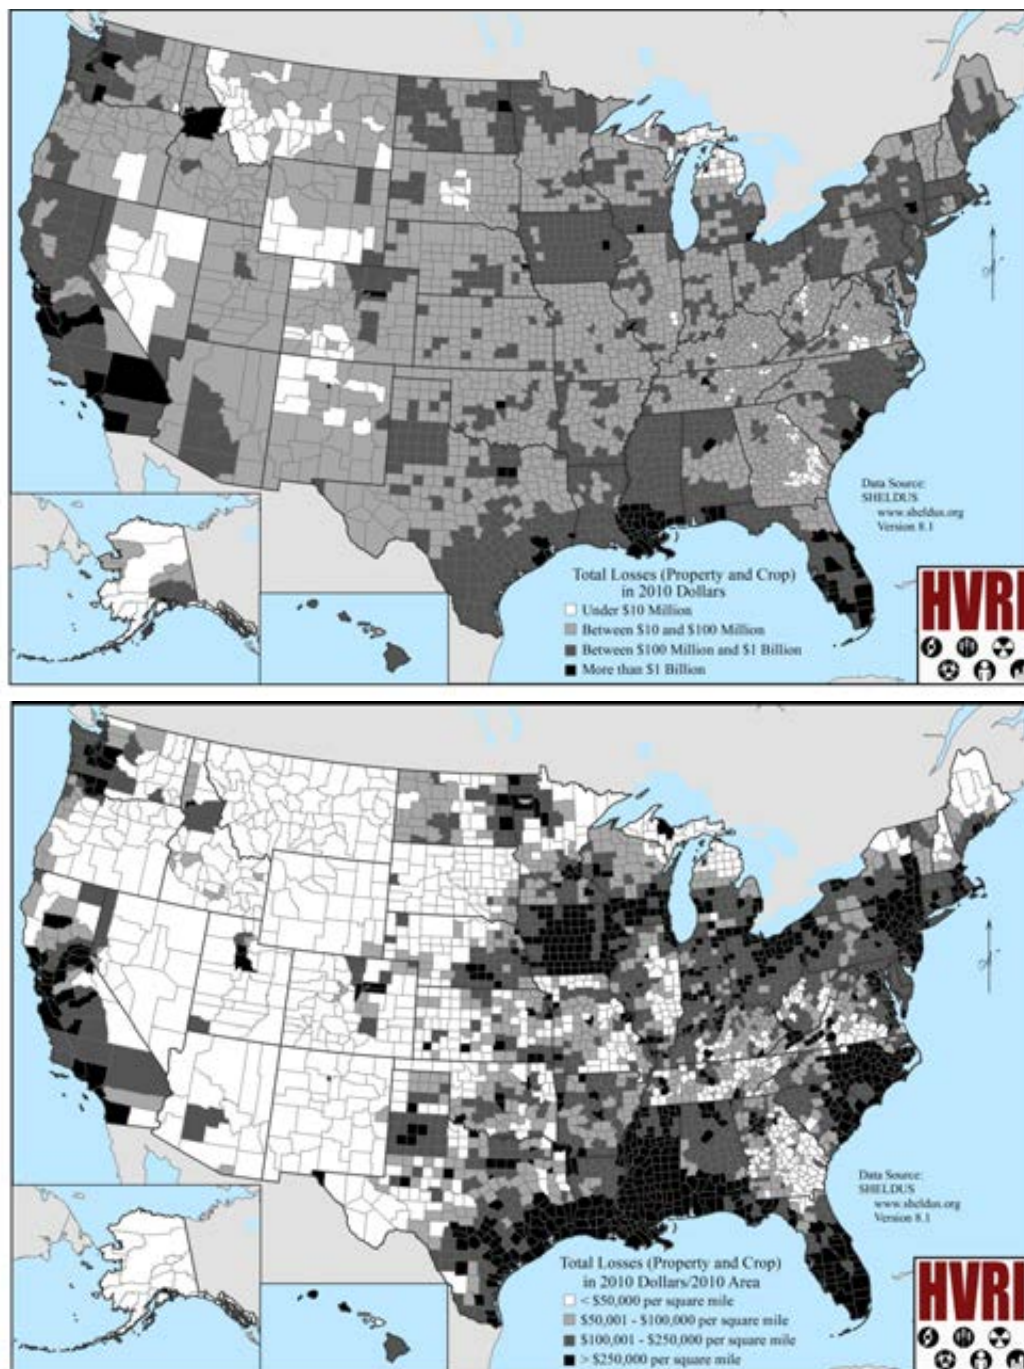 Data Source:
SHELDUS
www.sheldus.org
Version 8.1
Total Losses (Property and Crop)
in 2010 Dollars
Under $10 Million
Between $10 and $100 Million
Between $100 Million and $1 Billion
More than $1 Billion
HVRI
Data Source:
SHELDUS
www.sheldus.org
Version 8.1
Total Losses (Property and Crop)
in 2010 Dollars/2010 Area
< $50,000 per square mile
$50,001 - $100,000 per square mile
$100,001 - $250,000 per square mile
> $250,000 per square mile
HVRI